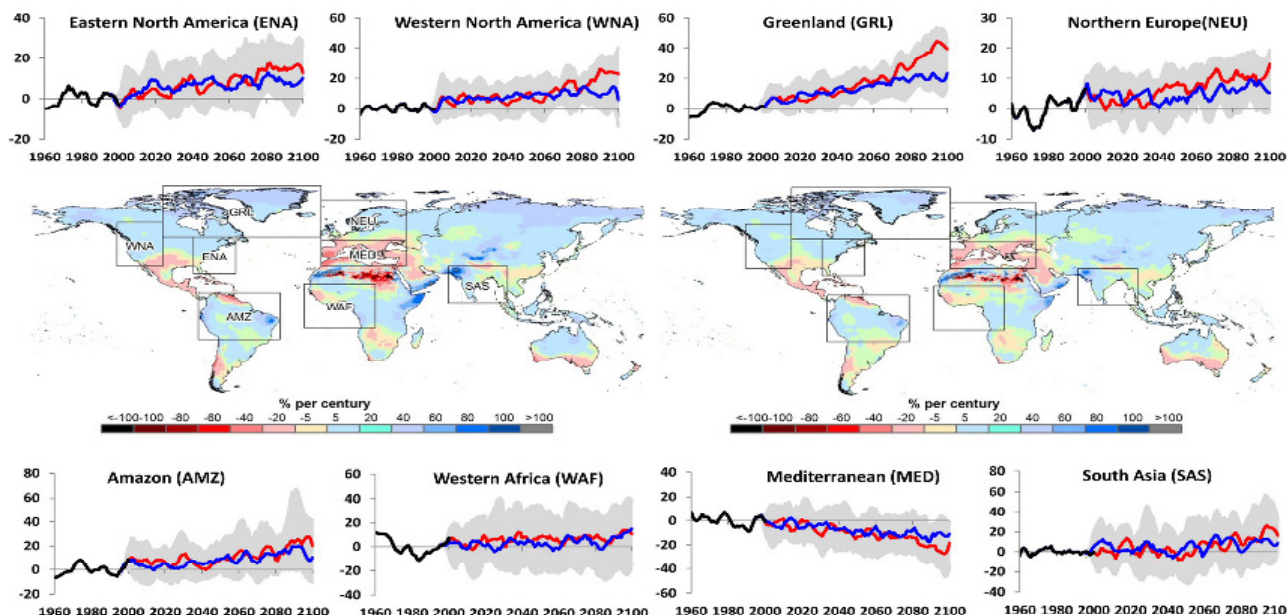 Eastern North America (ENA)
40
20
0
-20
1960 1980 2000 2020 2040 2060 2080 2100
Western North America (WNA)
60
40
20
0
-20
1960 1980 2000 2020 2040 2060 2080 2100
Greenland (GRL)
60
40
20
0
-20
1960 1980 2000 2020 2040 2060 2080 2100
Northern Europe(NEU)
30
10
-10
1960 1980 2000 2020 2040 2060 2080 2100
GRL
NEU
WNA
ENA
MED
SAS
WAF
AMZ
% per century
<-100 -100 -80 -60 -40 -20 -5 5 20 40 60 80 100 >100
% per century
<-100 -100 -80 -60 -40 -20 -5 5 20 40 60 80 100 >100
Amazon (AMZ)
80
60
40
20
0
-20
1960 1980 2000 2020 2040 2060 2080 2100
Western Africa (WAF)
60
40
20
0
-20
-40
1960 1980 2000 2020 2040 2060 2080 2100
Mediterranean (MED)
40
20
0
-20
-40
-60
1960 1980 2000 2020 2040 2060 2080 2100
South Asia (SAS)
80
60
40
20
0
-20
-40
1960 1980 2000 2020 2040 2060 2080 2100